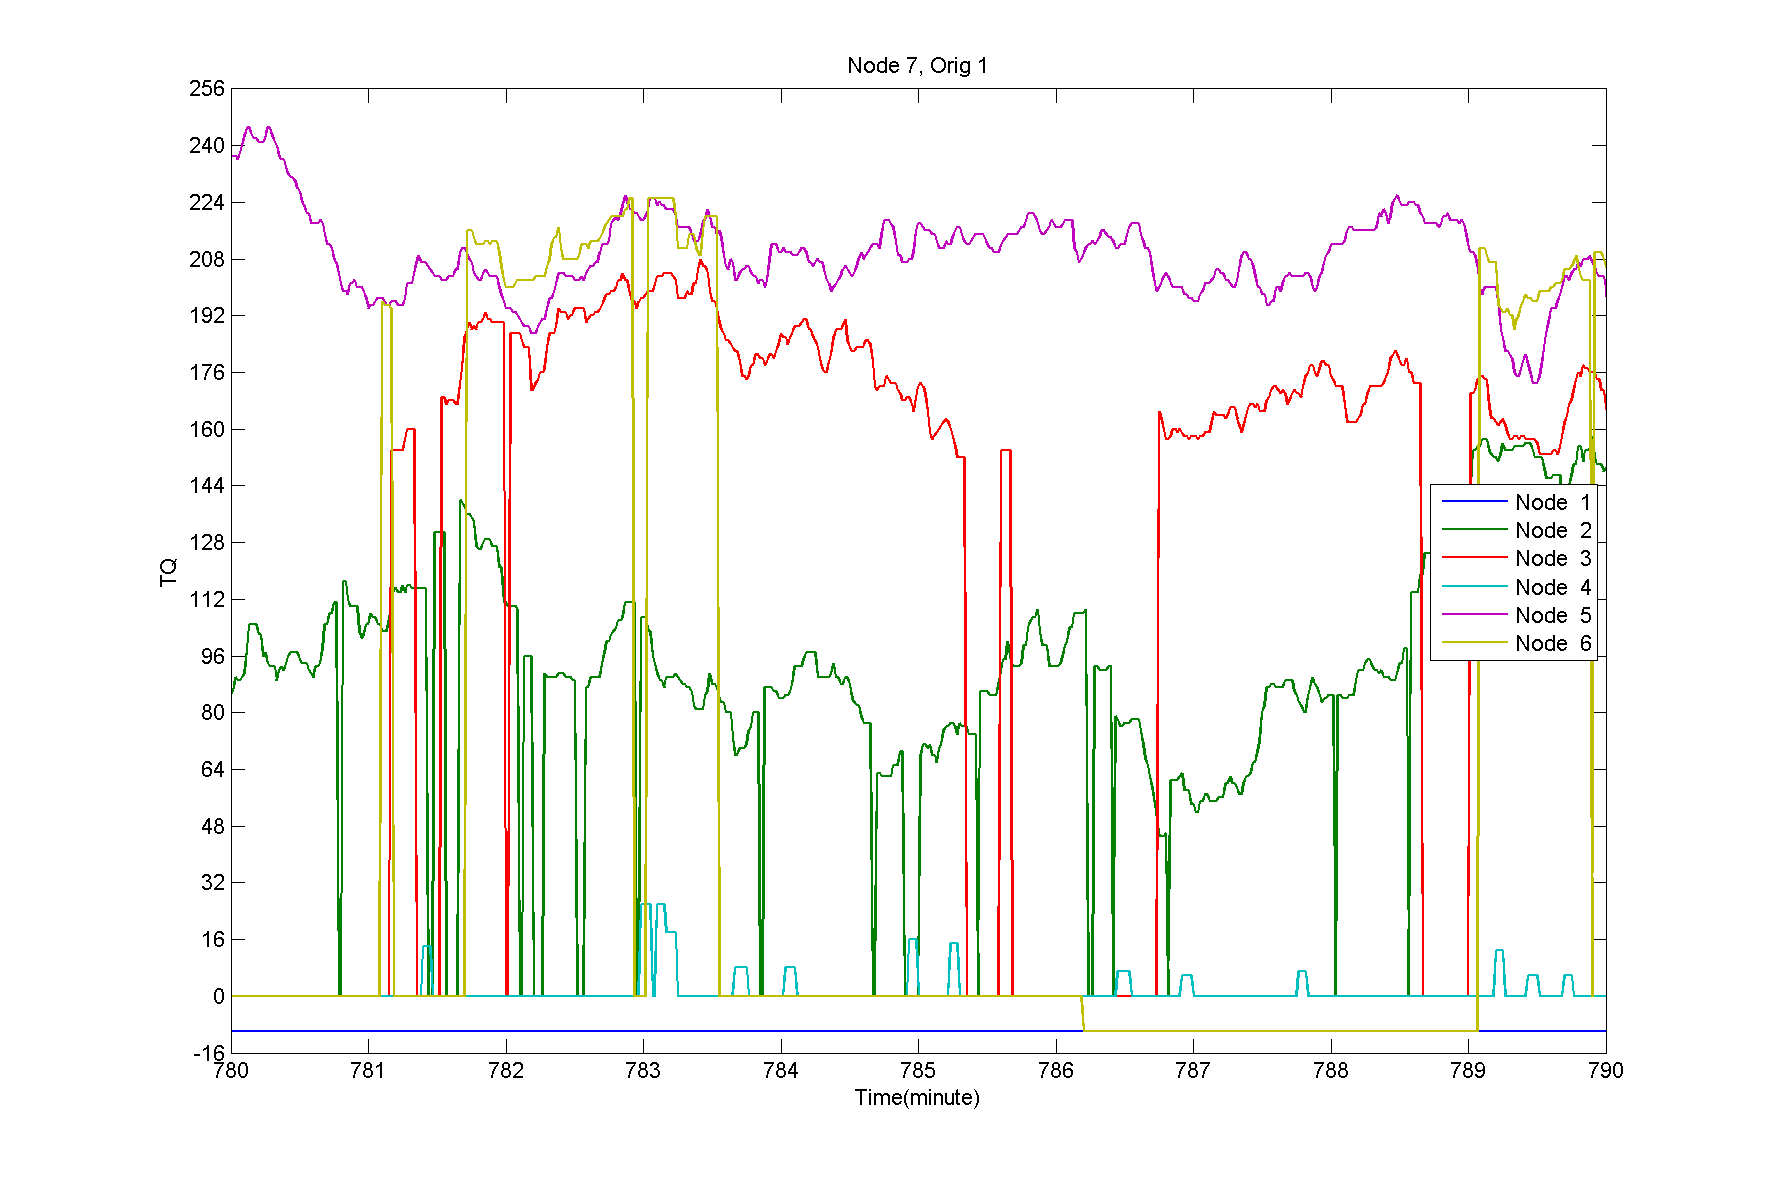 Node 7, Orig 1
256
240
224
208
192
176
160
144
128
112
96
80
64
48
32
16
0
-16
TQ
Node 1
Node 2
Node 3
Node 4
Node 5
Node 6
780 781 782 783 784 785 786 787 788 789 790
Time(minute)